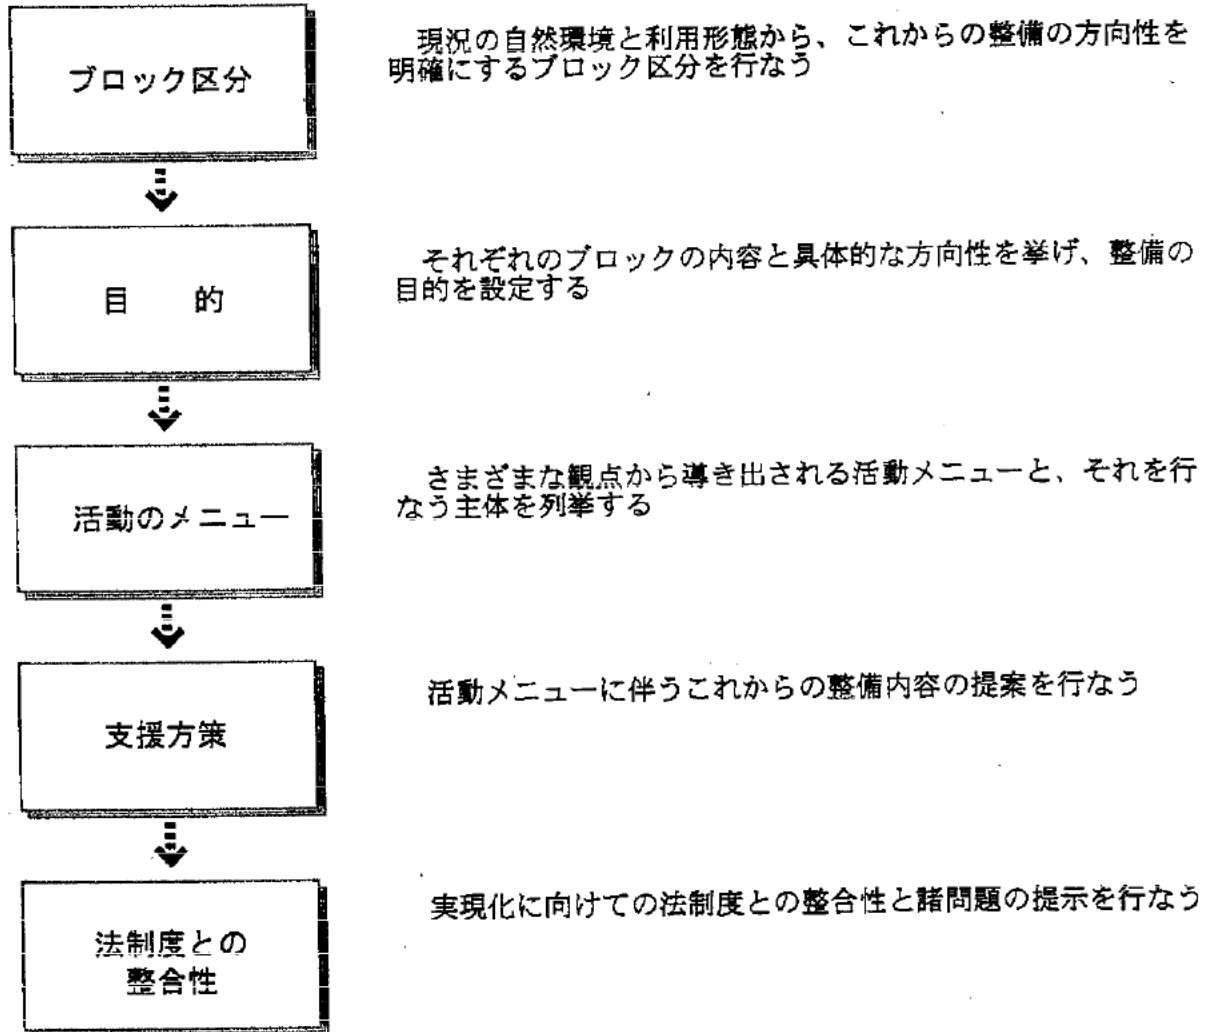 ブロック区分
現況の自然環境と利用形態から、これからの整備の方向性を
明確にするブロック区分を行なう
目 的
それぞれのブロックの内容と具体的な方向性を挙げ、整備の
目的を設定する
活動のメニュー
さまざまな観点から導き出される活動メニューと、それを行
なう主体を列挙する
支援方策
活動メニューに伴うこれからの整備内容の提案を行なう
法制度との
整合性
実現化に向けての法制度との整合性と諸問題の提示を行なう